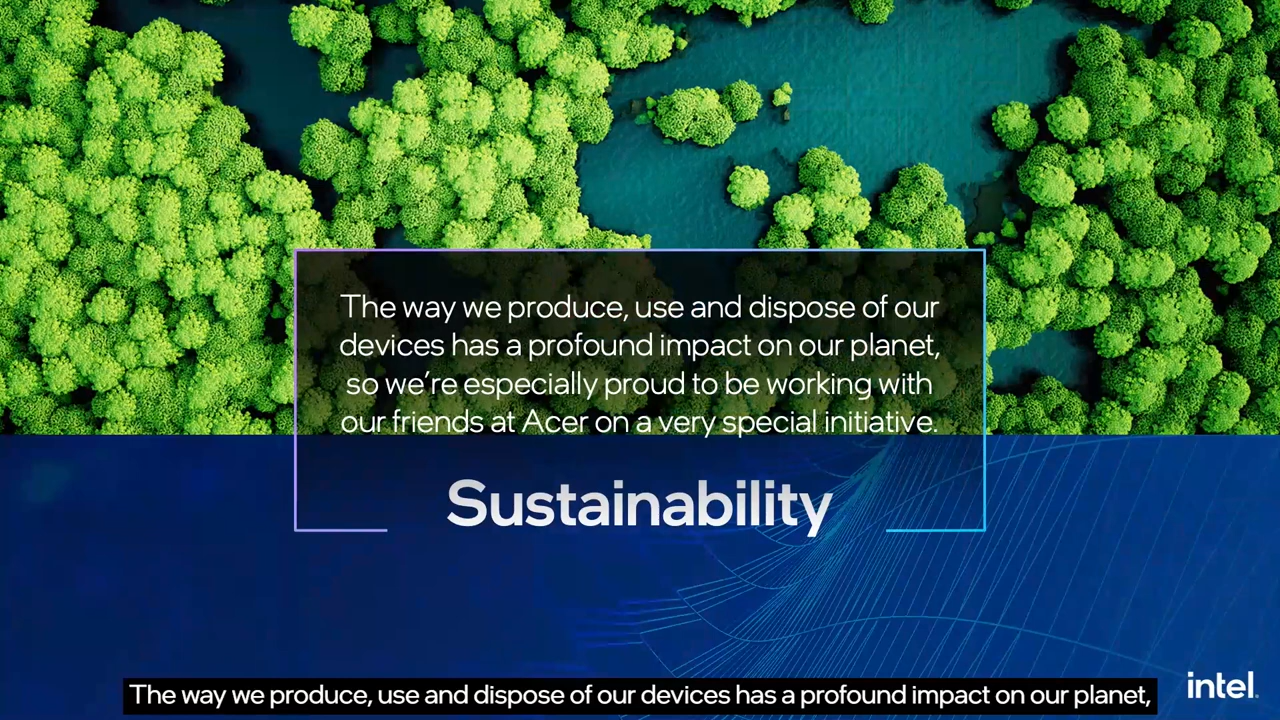 The way we produce, use and dispose of our
devices has a profound impact on our planet,
so we're especially proud to be working with
our friends at Acer on a very special initiative.
Sustainability
intel.
The way we produce, use and dispose of our devices has a profound impact on our planet,